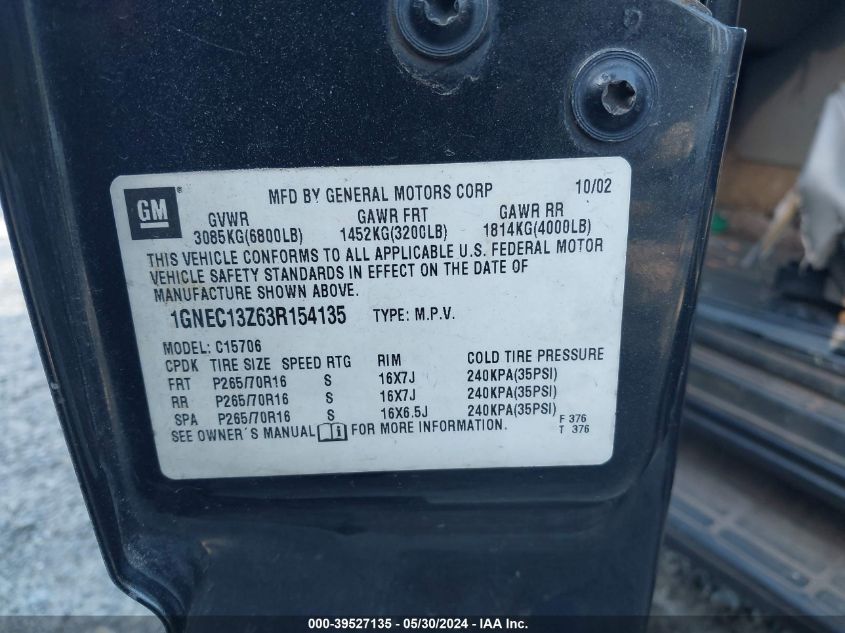 GM MFD BY GENERAL MOTORS CORP 10/02
GVWR GAWR FRT GAWR RR
3085KG(6800LB) 1452KG(3200LB) 1814KG(4000LB)
THIS VEHICLE CONFORMS TO ALL APPLICABLE U.S. FEDERAL MOTOR
VEHICLE SAFETY STANDARDS IN EFFECT ON THE DATE OF
MANUFACTURE SHOWN ABOVE.
1GNEC13Z63R154135 TYPE: M.P.V.
MODEL: C15706
CPDK TIRE SIZE SPEED RTG RIM COLD TIRE PRESSURE
FRT P265/70R16 S 16X7J 240KPA(35PSI)
RR P265/70R16 S 16X7J 240KPA(35PSI)
SPA P265/70R16 S 16X6.5J 240KPA(35PSI)
SEE OWNER'S MANUAL FOR MORE INFORMATION.
F 376
T 376
000-39527135 - 05/30/2024 - IAA Inc.